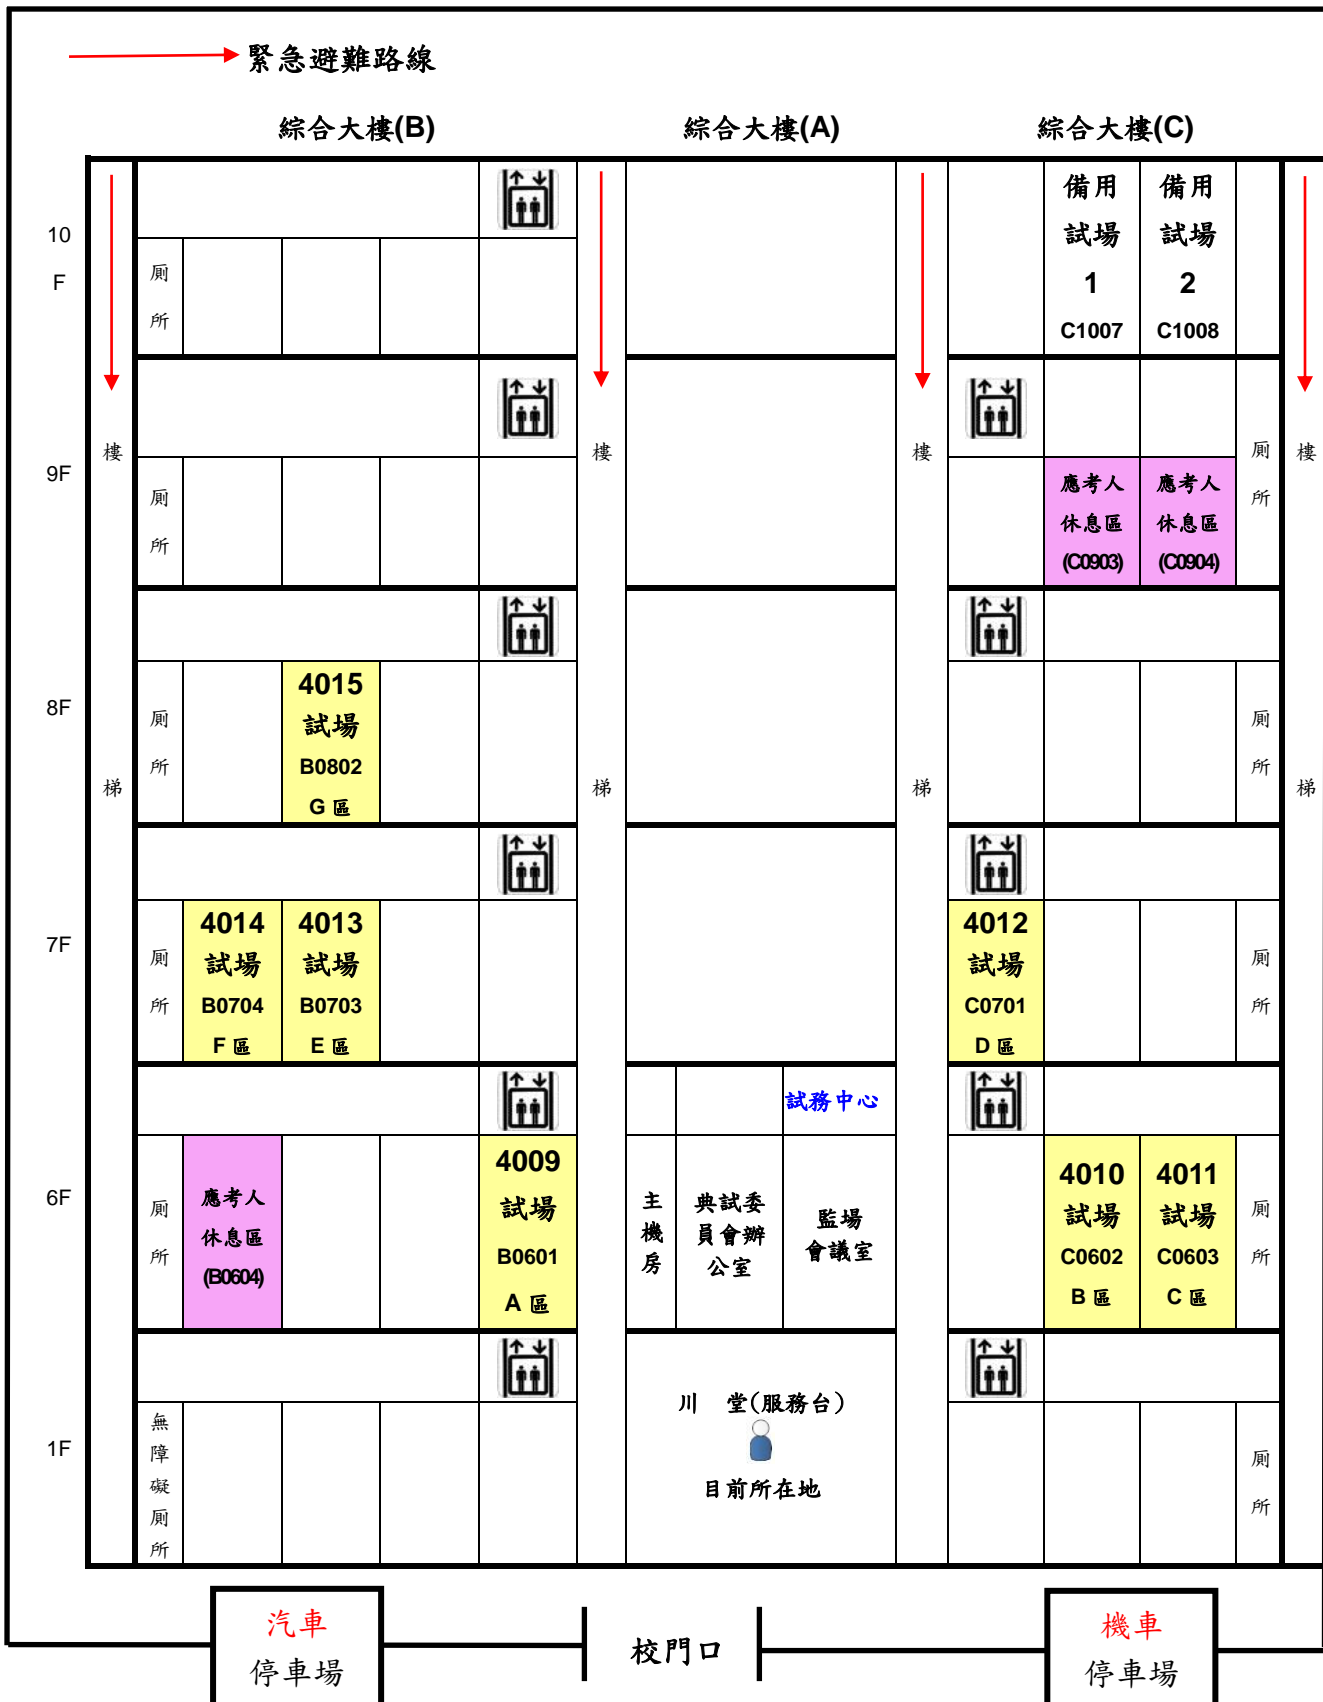 緊急避難路線
綜合大樓(B)
綜合大樓(A)
綜合大樓(C)
10
F
廁
所
備用
試場
1
C1007
備用
試場
2
C1008
樓
樓
樓
樓
9F
廁
所
應考人
休息區
(C0903)
應考人
休息區
(C0904)
廁
所
8F
廁
所
4015
試場
B0802
G 區
廁
所
梯
梯
梯
梯
7F
廁
所
4014
試場
B0704
F 區
4013
試場
B0703
E 區
4012
試場
C0701
D 區
廁
所
試務中心
6F
廁
所
應考人
休息區
(B0604)
4009
試場
B0601
A 區
主
機
房
典試委
員會辦
公室
監場
會議室
4010
試場
C0602
B 區
4011
試場
C0603
C 區
廁
所
1F
無
障
礙
廁
所
川 堂(服務台)
目前所在地
廁
所
汽車
停車場
校門口
機車
停車場